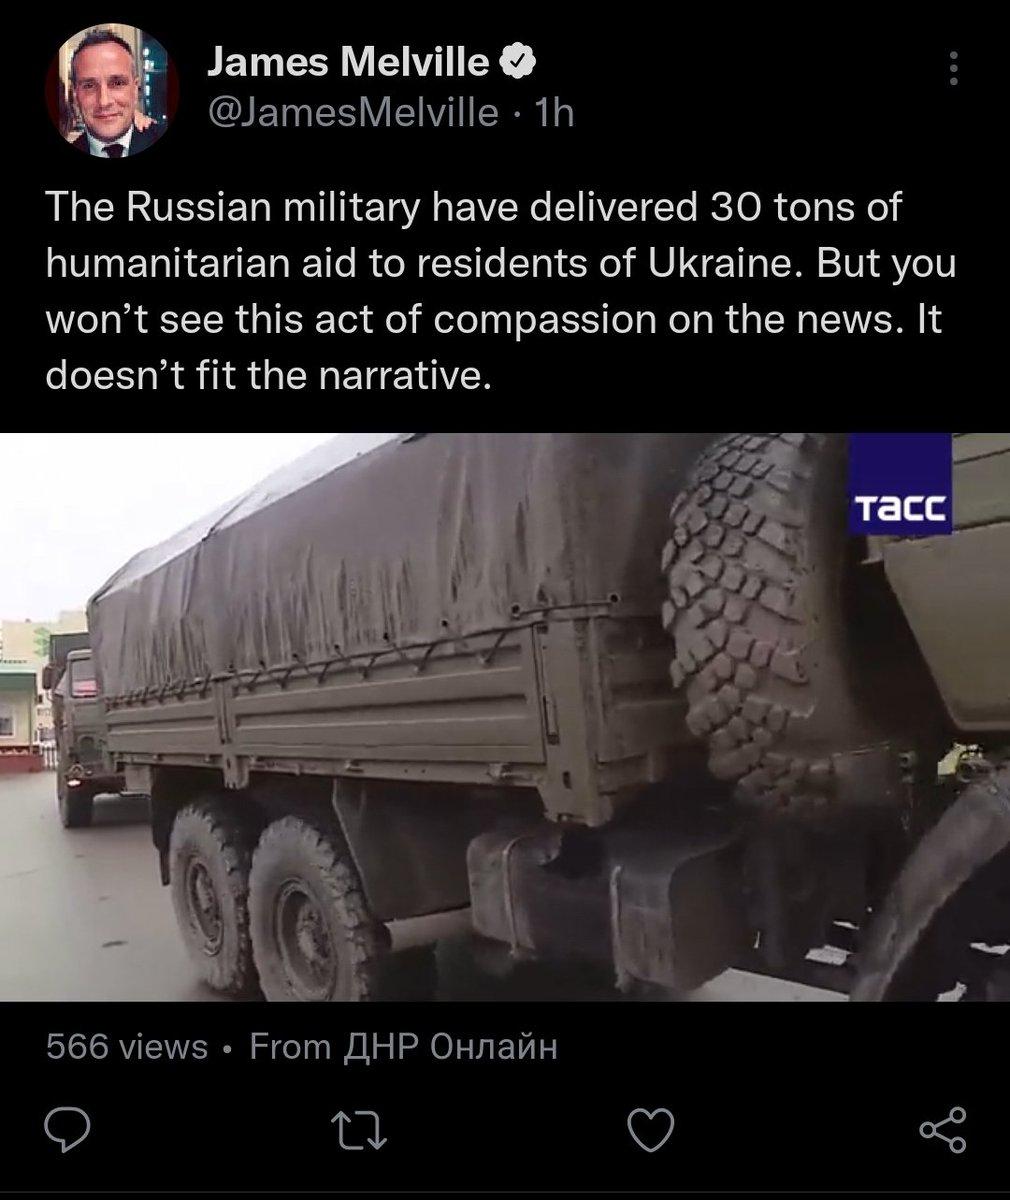 James Melville
@JamesMelville · 1h
The Russian military have delivered 30 tons of
humanitarian aid to residents of Ukraine. But you
won’t see this act of compassion on the news. It
doesn’t fit the narrative.
тасс
566 views • From ДНР Онлайн